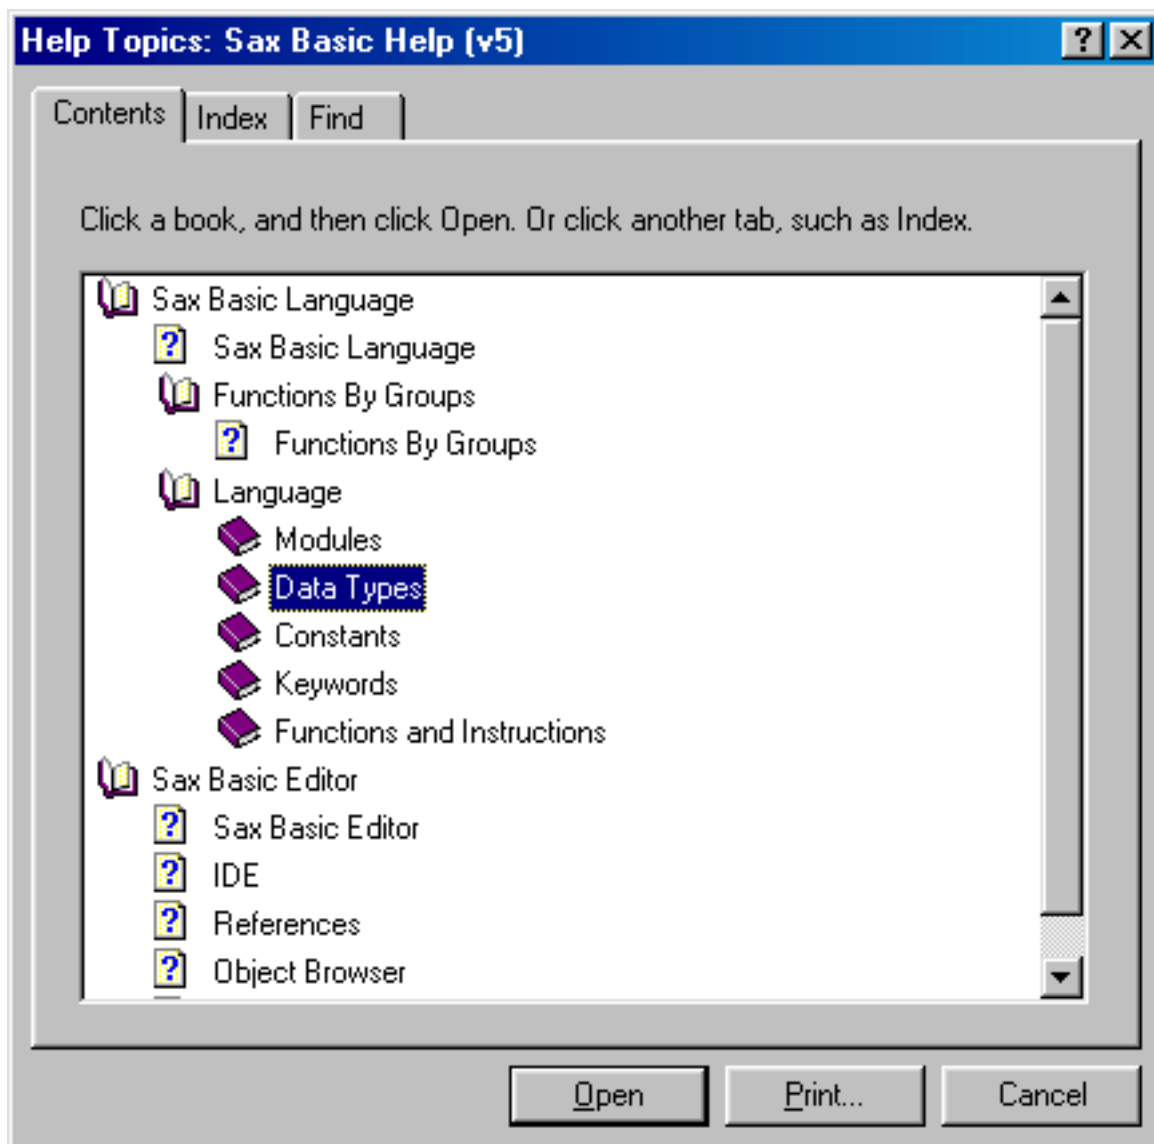 Help Topics: Sax Basic Help (v5)
Contents Index Find
Click a book, and then click Open. Or click another tab, such as Index.
Sax Basic Language
Sax Basic Language
Functions By Groups
Functions By Groups
Language
Modules
Data Types
Constants
Keywords
Functions and Instructions
Sax Basic Editor
Sax Basic Editor
IDE
References
Object Browser
Open Print... Cancel